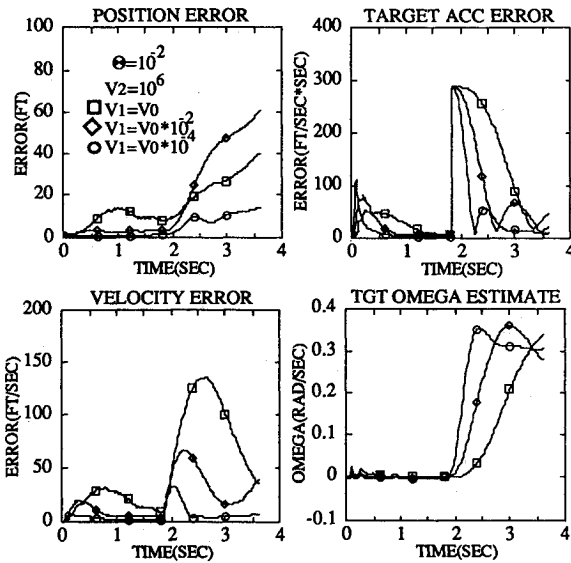 POSITION ERROR
100
80
60
40
20
0
ERROR(FT)
Θ=10^-2
V2=10^6
V1=V0
V1=V0*10^-2
V1=V0*10^-4
0 1 2 3 4
TIME(SEC)
TARGET ACC ERROR
400
300
200
100
0
ERROR(FT/SEC*SEC)
0 1 2 3 4
TIME(SEC)
VELOCITY ERROR
200
150
100
50
0
ERROR(FT/SEC)
0 1 2 3 4
TIME(SEC)
TGT OMEGA ESTIMATE
0.4
0.3
0.2
0.1
0
-0.1
OMEGA(RAD/SEC)
0 1 2 3 4
TIME(SEC)